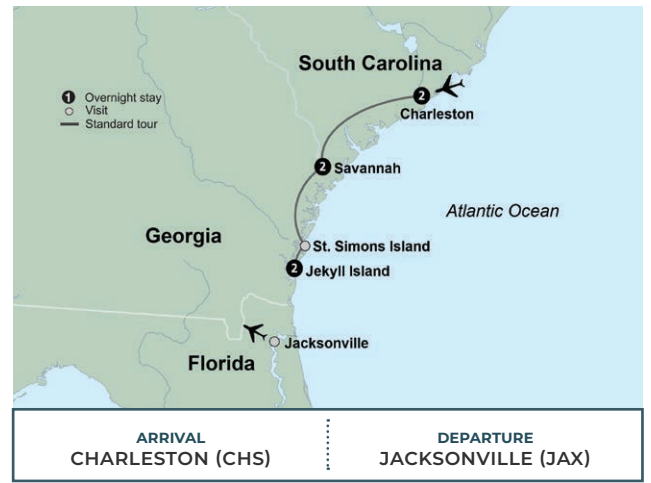 South Carolina
1 Overnight stay
Visit
Standard tour
2
Charleston
2 Savannah
Atlantic Ocean
Georgia
St. Simons Island
2 Jekyll Island
Jacksonville
Florida
ARRIVAL
CHARLESTON (CHS)
DEPARTURE
JACKSONVILLE (JAX)